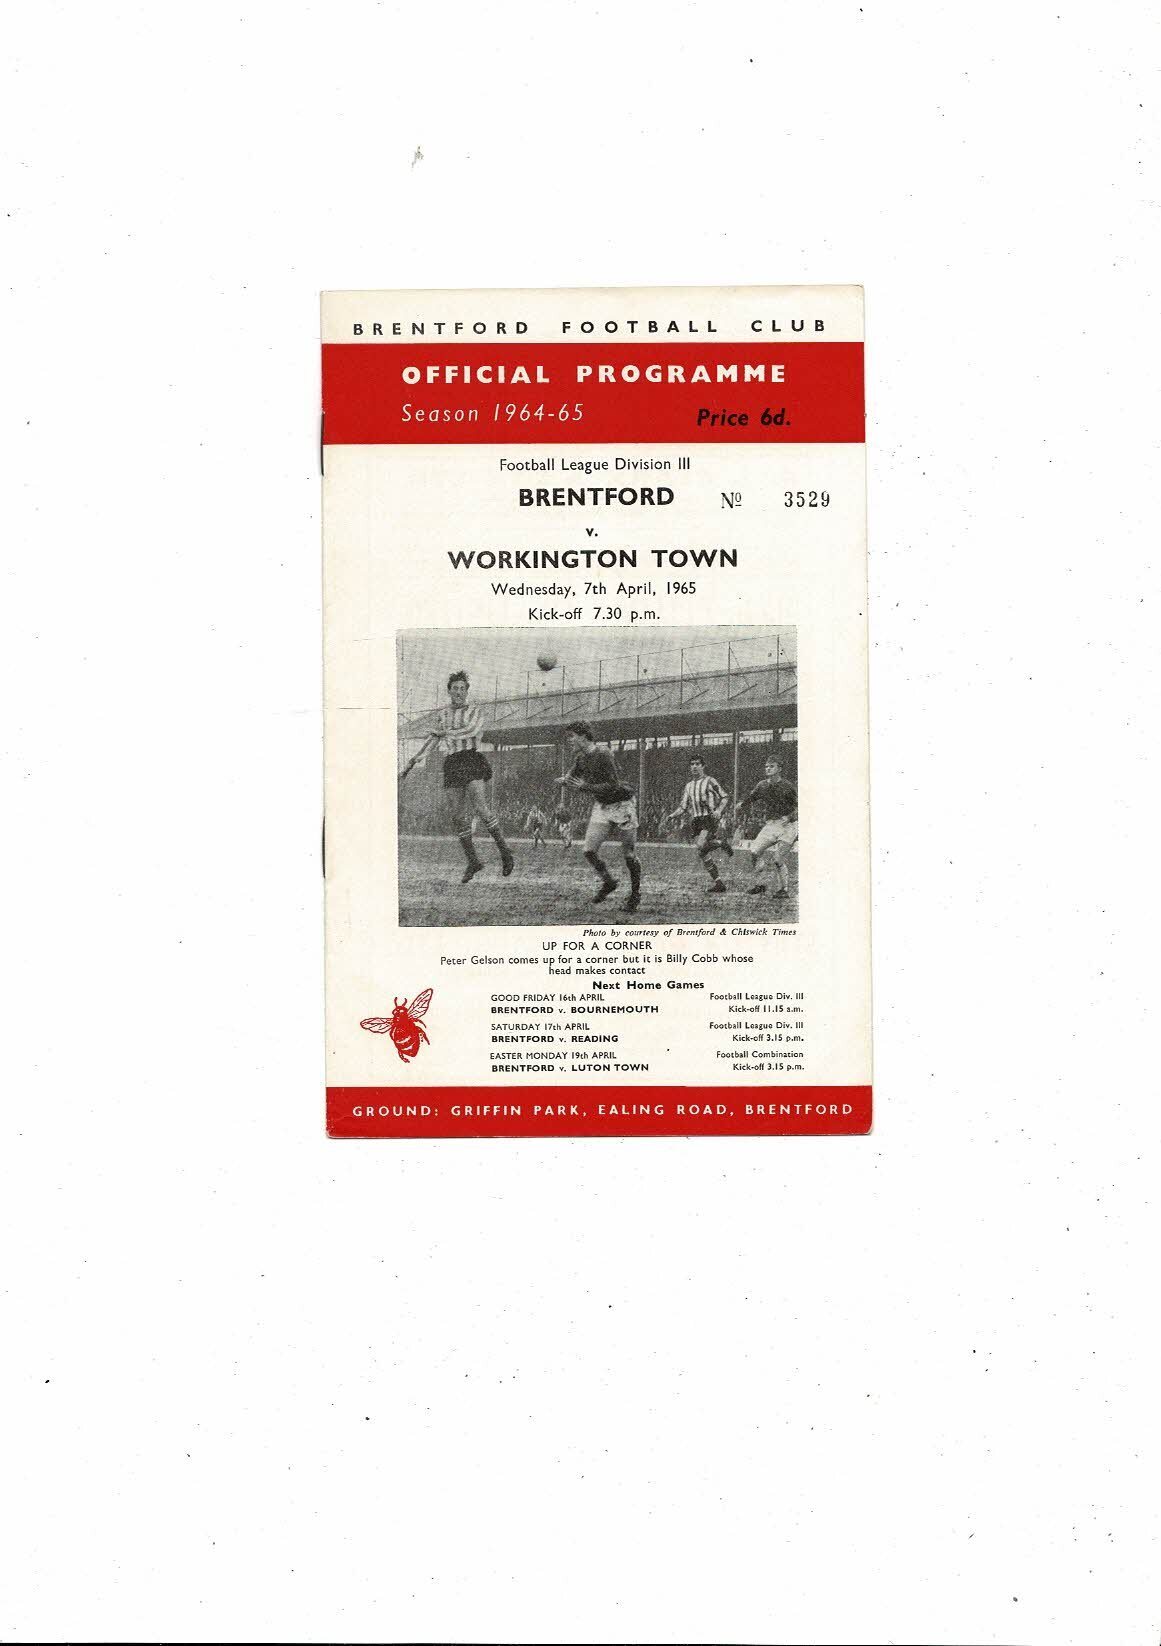 BRENTFORD FOOTBALL CLUB
OFFICIAL PROGRAMME
Season 1964-65 Price 6d.
Football League Division III
BRENTFORD Nº 3529
v.
WORKINGTON TOWN
Wednesday, 7th April, 1965
Kick-off 7.30 p.m.
Photo by courtesy of Brentford & Chiswick Times
UP FOR A CORNER
Peter Gelson comes up for a corner but it is Billy Cobb whose
head makes contact
Next Home Games
GOOD FRIDAY 16th APRIL Football League Div. III
BRENTFORD v. BOURNEMOUTH Kick-off 11.15 a.m.
SATURDAY 17th APRIL Football League Div. III
BRENTFORD v. READING Kick-off 3.15 p.m.
EASTER MONDAY 19th APRIL Football Combination
BRENTFORD v. LUTON TOWN Kick-off 3.15 p.m.
GROUND: GRIFFIN PARK, EALING ROAD, BRENTFORD